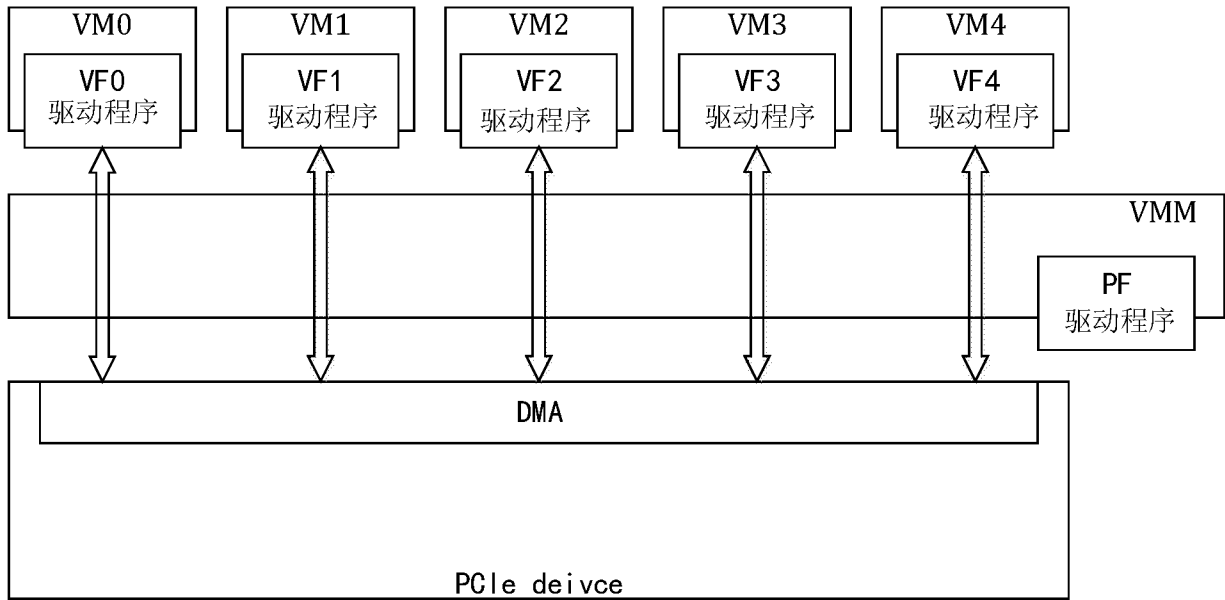 VM0
VF0
驱动程序
VM1
VF1
驱动程序
VM2
VF2
驱动程序
VM3
VF3
驱动程序
VM4
VF4
驱动程序
VMM
PF
驱动程序
DMA
PCIe deivce